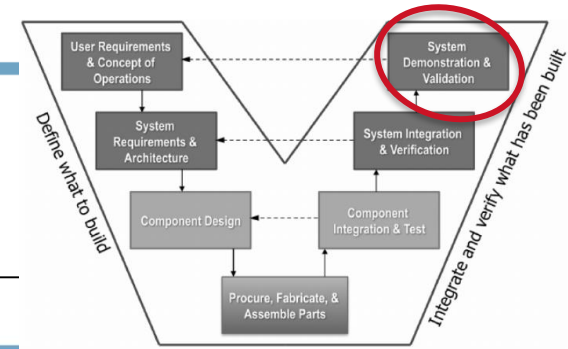 User Requirements
& Concept of
Operations
System
Demonstration &
Validation
System
Requirements &
Architecture
System Integration
& Verification
Component Design
Component
Integration & Test
Procure, Fabricate, &
Assemble Parts
Define what to build
Integrate and verify what has been built